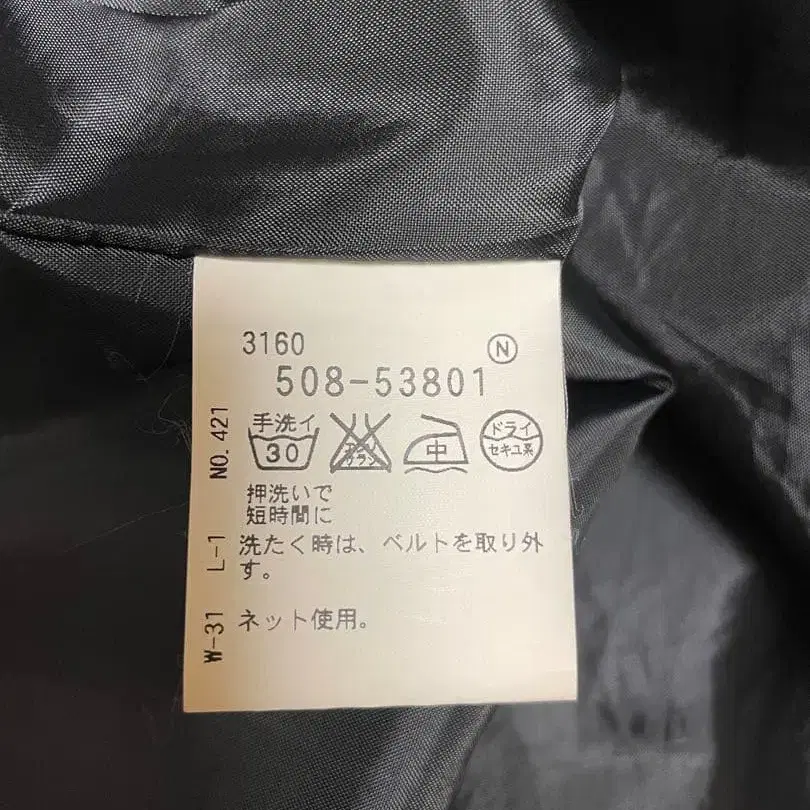 3160
N
508-53801
手洗イ
30
中
ドライ
セキユ系
押洗いで
短時間に
洗たく時は、ベルトを取り外
す。
ネット使用。
W-31 L-1 NO. 421